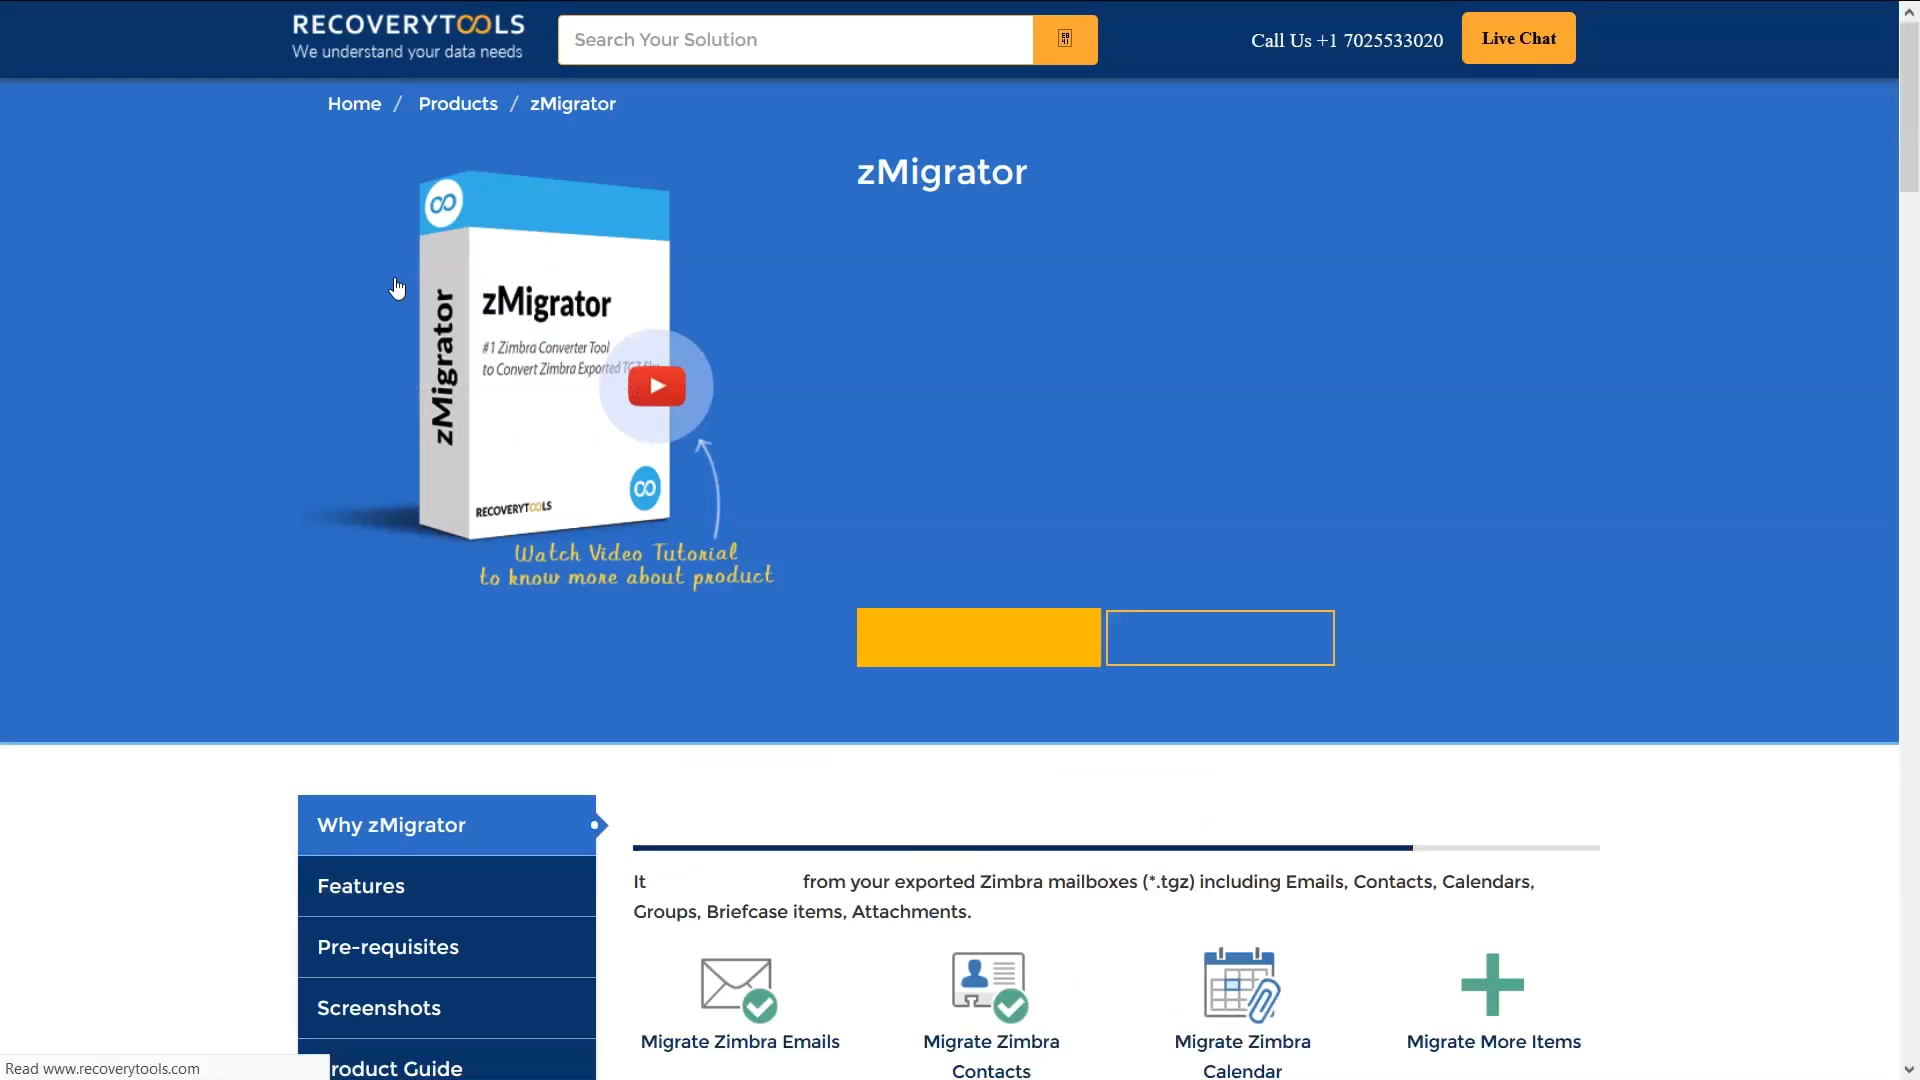 RECOVERYTOOLS
We understand your data needs
Search Your Solution
Call Us +1 7025533020
Live Chat
Home / Products / zMigrator
zMigrator
zMigrator
zMigrator
#1 Zimbra Converter Tool
to Convert Zimbra Exported TGZ
RECOVERYTOOLS
Watch Video Tutorial
to know more about product
Why zMigrator
Features
Pre-requisites
Screenshots
roduct Guide
It from your exported Zimbra mailboxes (*.tgz) including Emails, Contacts, Calendars,
Groups, Briefcase items, Attachments.
Migrate Zimbra Emails
Migrate Zimbra
Contacts
Migrate Zimbra
Calendar
Migrate More Items
Read www.recoverytools.com